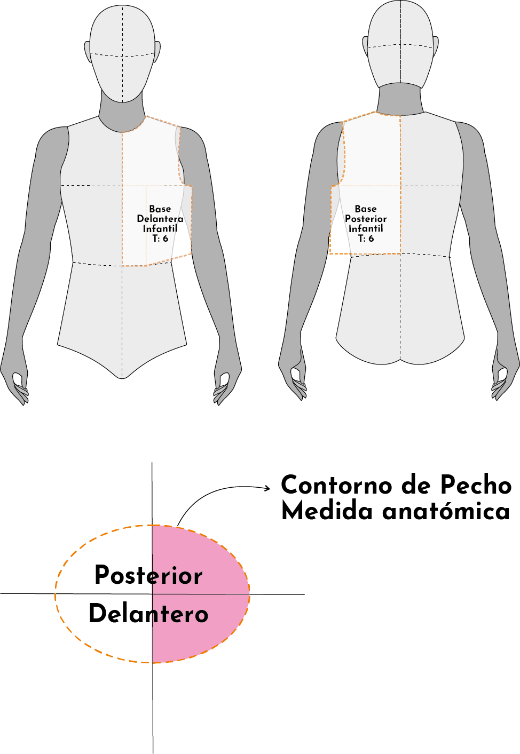 Base
Delantera
Infantil
T: 6
Base
Posterior
Infantil
T: 6
Contorno de Pecho
Medida anatómica
Posterior
Delantero